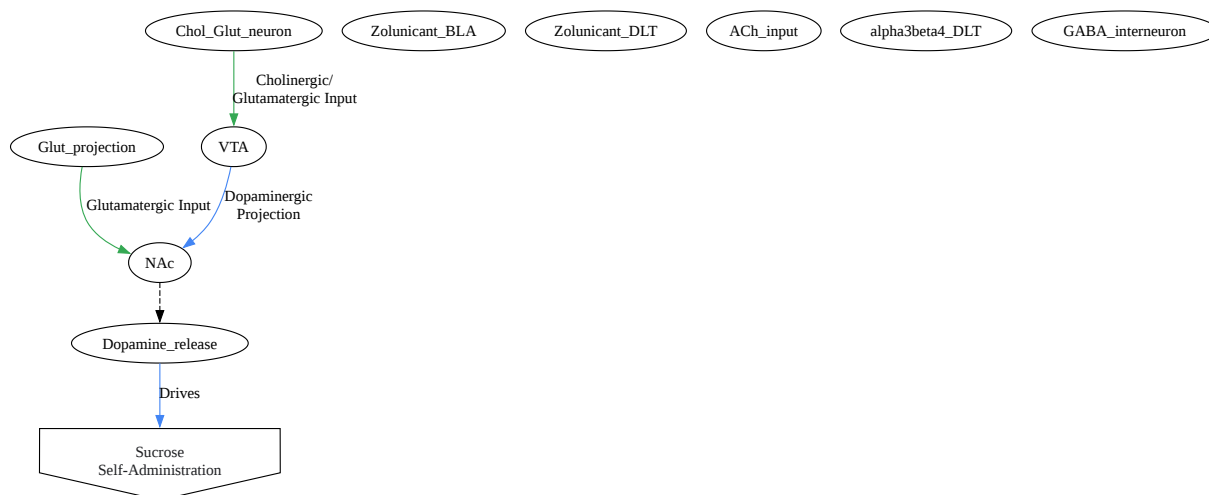 Chol_Glut_neuron
Zolunicant_BLA
Zolunicant_DLT
ACh_input
alpha3beta4_DLT
GABA_interneuron
Cholinergic/
Glutamatergic Input
Glut_projection
VTA
Glutamatergic Input
Dopaminergic
Projection
NAc
Dopamine_release
Drives
Sucrose
Self-Administration